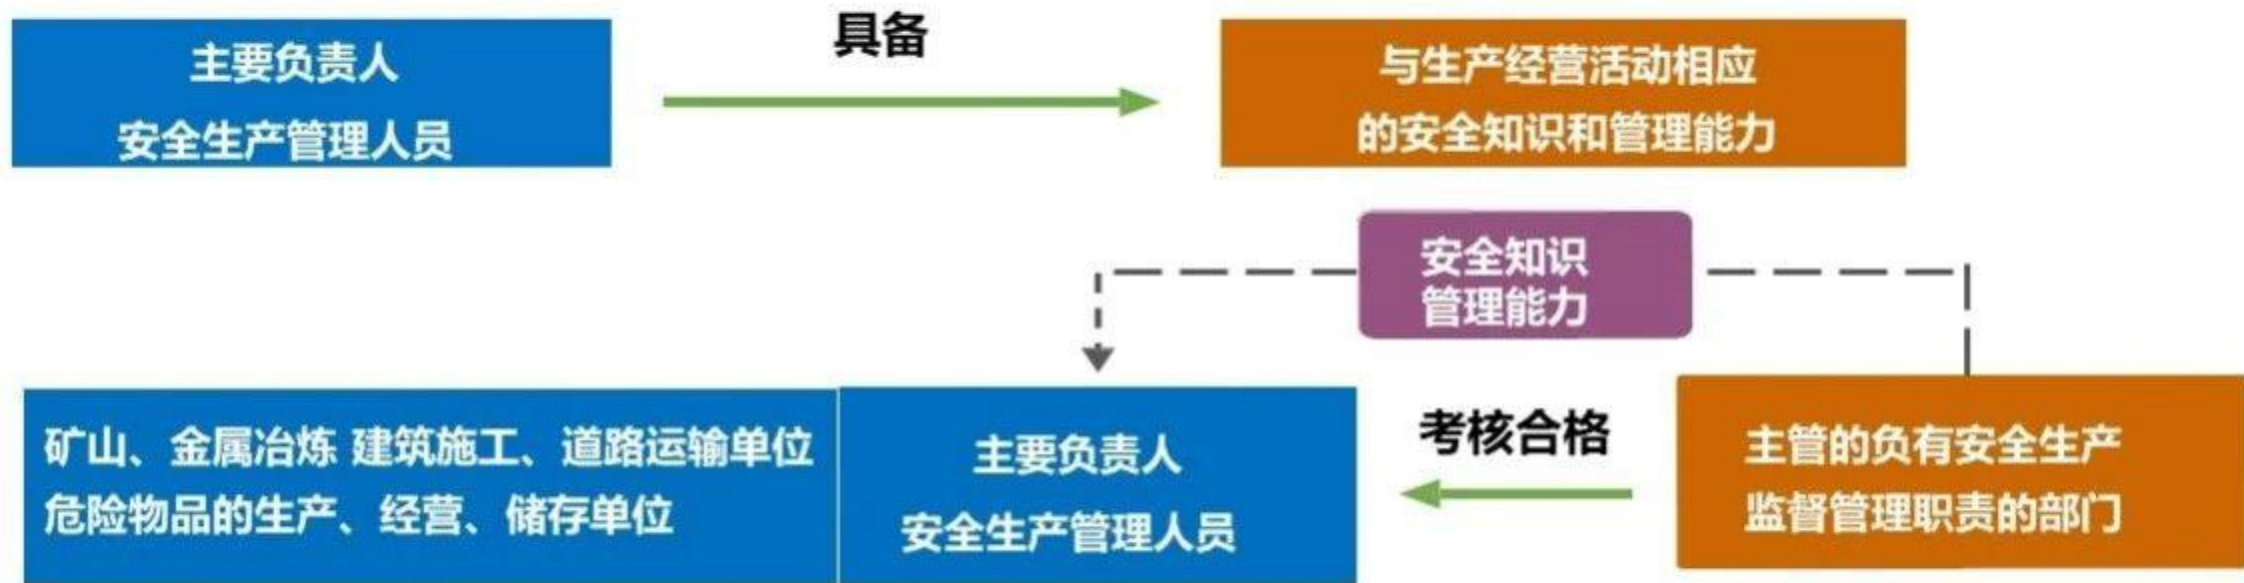 主要负责人
安全生产管理人员
具备
与生产经营活动相应
的安全知识和管理能力
安全知识
管理能力
矿山、金属冶炼 建筑施工、道路运输单位
危险物品的生产、经营、储存单位
主要负责人
安全生产管理人员
考核合格
主管的负有安全生产
监督管理职责的部门